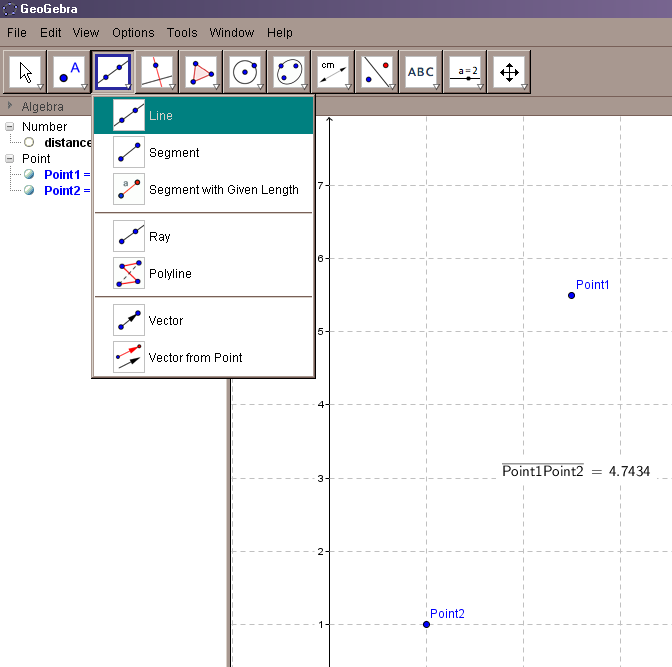 GeoGebra
File Edit View Options Tools Window Help
A cm ABC a=2
Algebra
Number
distance
Point
Point1 =
Point2 =
Line
Segment
a
Segment with Given Length
Ray
Polyline
Vector
Vector from Point
7
6
Point1
5
4
Point1Point2 = 4.7434
3
2
Point2
1